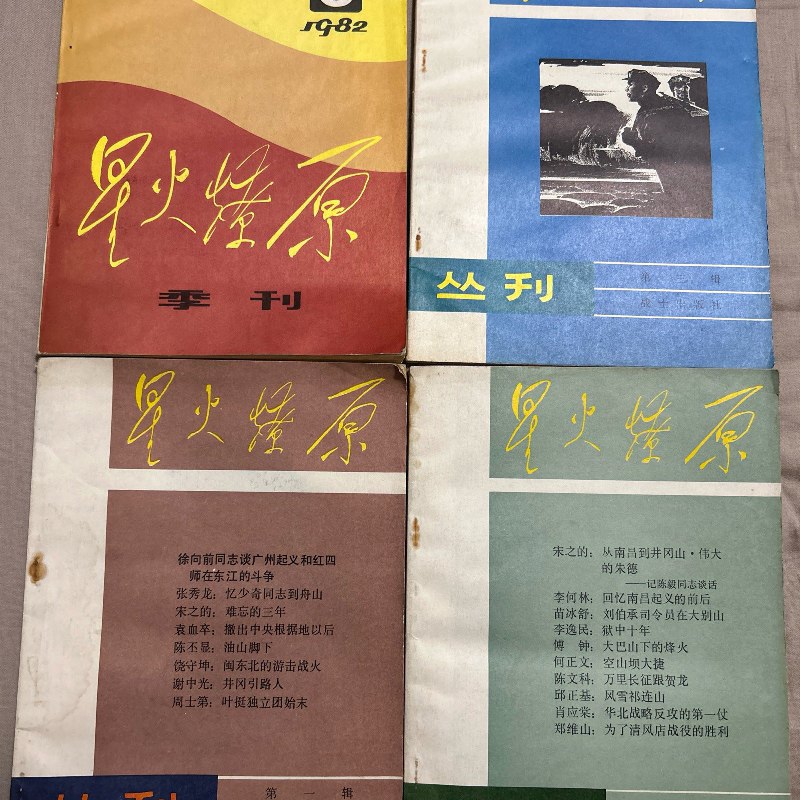 1982
星火燎原
季刊
丛刊
战士出版社
星火燎原
徐向前同志谈广州起义和红四
师在东江的斗争
张秀龙：忆少奇同志到舟山
宋之的：难忘的三年
袁血卒：撤出中央根据地以后
陈丕显：油山脚下
饶守坤：闽东北的游击战火
谢中光：井冈引路人
周士第：叶挺独立团始末
丛刊
第一辑
星火燎原
宋之的：从南昌到井冈山·伟大
的朱德
——记陈毅同志谈话
李何林：回忆南昌起义的前后
苗冰舒：刘伯承司令员在大别山
李逸民：狱中十年
傅钟：大巴山下的烽火
何正文：空山坝大捷
陈文科：万里长征跟贺龙
邱正基：风雪祁连山
肖应棠：华北战略反攻的第一仗
郑维山：为了清风店战役的胜利